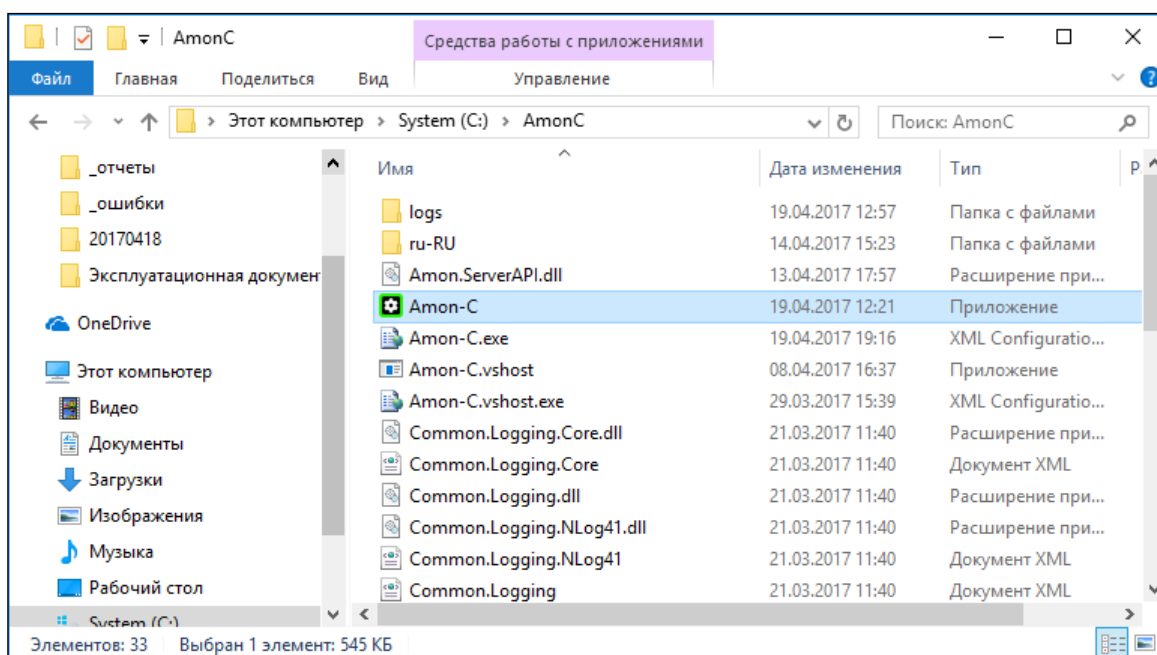 AmonC
Средства работы с приложениями
Файл Главная Поделиться Вид Управление
Этот компьютер > System (C:) > AmonC
Поиск: AmonC
_отчеты
_ошибки
20170418
Эксплуатационная докумен
OneDrive
Этот компьютер
Видео
Документы
Загрузки
Изображения
Музыка
Рабочий стол
System (C:)
Имя Дата изменения Тип Р
logs 19.04.2017 12:57 Папка с файлами
ru-RU 14.04.2017 15:23 Папка с файлами
Amon.ServerAPI.dll 13.04.2017 17:57 Расширение при...
Amon-C 19.04.2017 12:21 Приложение
Amon-C.exe 19.04.2017 19:16 XML Configuratio...
Amon-C.vshost 08.04.2017 16:37 Приложение
Amon-C.vshost.exe 29.03.2017 15:39 XML Configuratio...
Common.Logging.Core.dll 21.03.2017 11:40 Расширение при...
Common.Logging.Core 21.03.2017 11:40 Документ XML
Common.Logging.dll 21.03.2017 11:40 Расширение при...
Common.Logging.NLog41.dll 21.03.2017 11:40 Расширение при...
Common.Logging.NLog41 21.03.2017 11:40 Документ XML
Common.Logging 21.03.2017 11:40 Документ XML
Элементов: 33 Выбран 1 элемент: 545 КБ